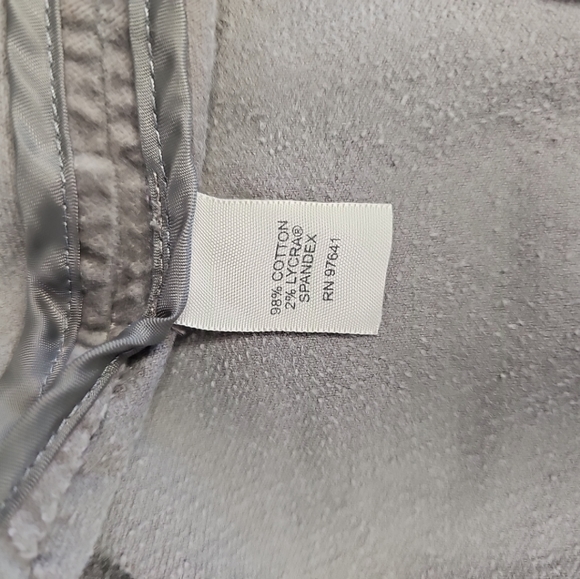 98% COTTON
2% LYCRA®
SPANDEX
RN 97641